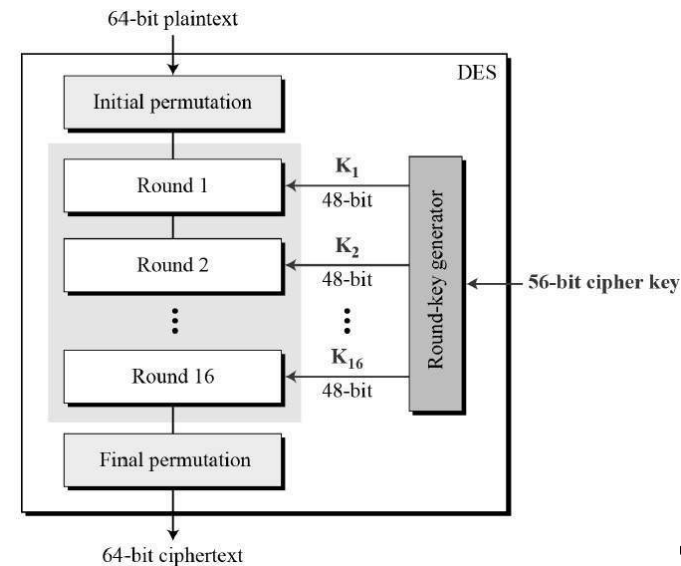 64-bit plaintext
DES
Initial permutation
Round 1
K1
48-bit
Round 2
K2
48-bit
Round-key generator
56-bit cipher key
Round 16
K16
48-bit
Final permutation
64-bit ciphertext